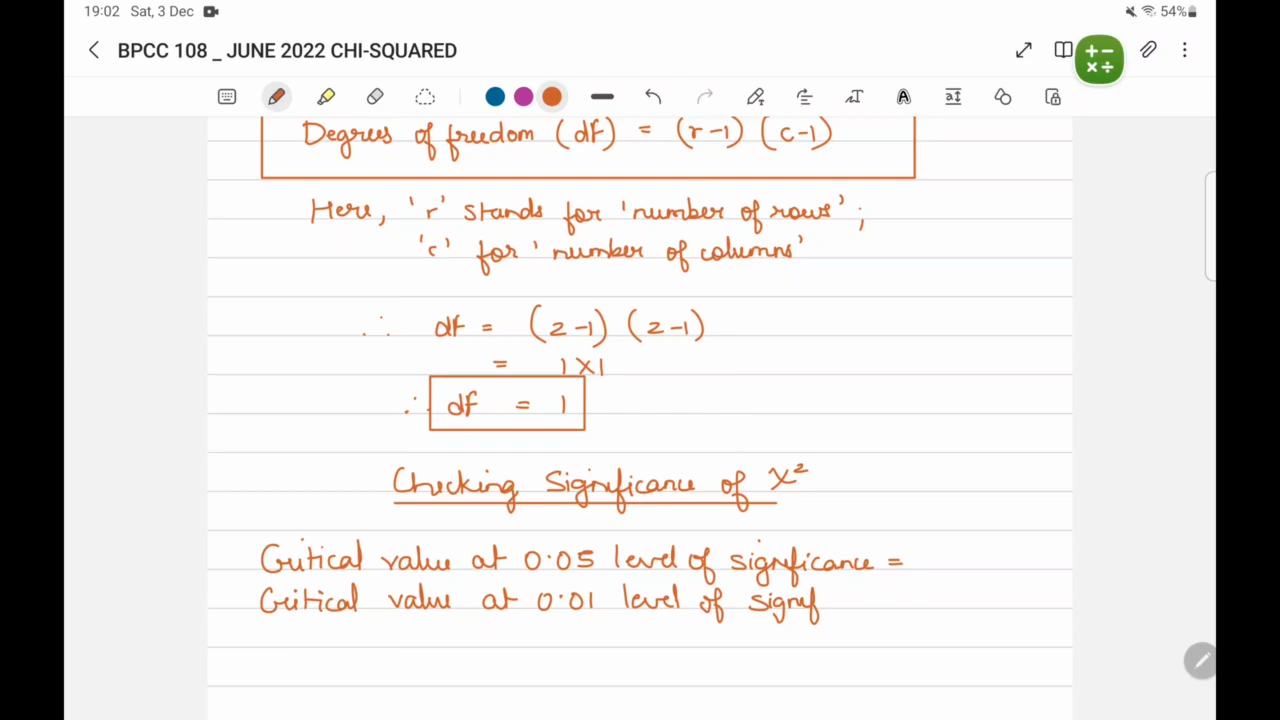 19:02 Sat, 3 Dec
54%
BPCC 108 _ JUNE 2022 CHI-SQUARED
Degrees of freedom (df) = (r-1) (c-1)
Here, 'r' stands for 'number of rows';
'c' for 'number of columns'
∴ df = (2-1) (2-1)
= 1×1
∴ df = 1
Checking Significance of χ²
Critical value at 0.05 level of significance =
Critical value at 0.01 level of signif